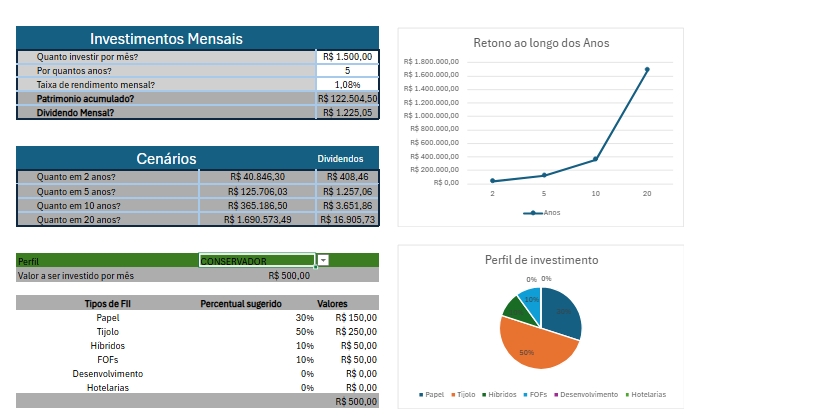 Investimentos Mensais
Quanto investir por mês? R$ 1.500,00
Por quantos anos? 5
Taixa de rendimento mensal? 1,08%
Patrimonio acumulado? R$ 122.504,50
Dividendo Mensal? R$ 1.225,05
Cenários Dividendos
Quanto em 2 anos? R$ 40.846,30 R$ 408,46
Quanto em 5 anos? R$ 125.706,03 R$ 1.257,06
Quanto em 10 anos? R$ 365.186,50 R$ 3.651,86
Quanto em 20 anos? R$ 1.690.573,49 R$ 16.905,73
Perfil CONSERVADOR
Valor a ser investido por mês R$ 500,00
Tipos de FII Percentual sugerido Valores
Papel 30% R$ 150,00
Tijolo 50% R$ 250,00
Híbridos 10% R$ 50,00
FOFs 10% R$ 50,00
Desenvolvimento 0% R$ 0,00
Hotelarias 0% R$ 0,00
R$ 500,00
Retono ao longo dos Anos
R$ 1.800.000,00
R$ 1.600.000,00
R$ 1.400.000,00
R$ 1.200.000,00
R$ 1.000.000,00
R$ 800.000,00
R$ 600.000,00
R$ 400.000,00
R$ 200.000,00
R$ 0,00
2 5 10 20
Anos
Perfil de investimento
0% 0%
10%
50%
Papel Tijolo Híbridos FOFs Desenvolvimento Hotelarias